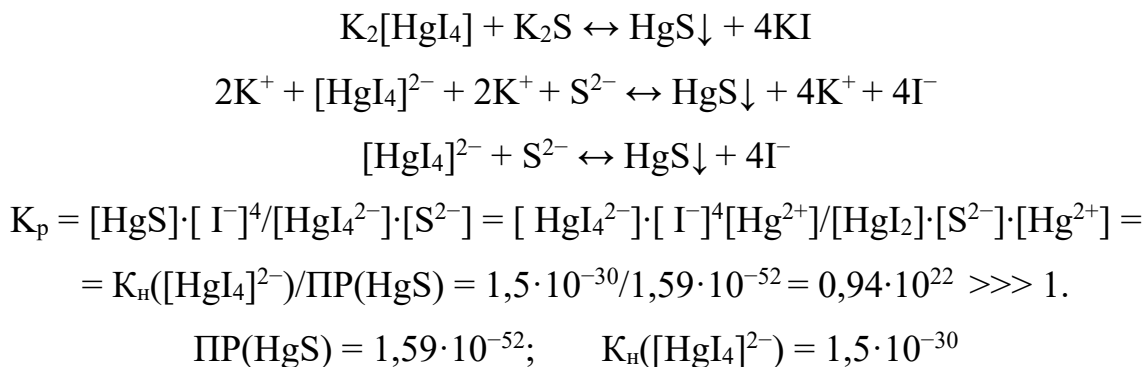 K₂[HgI₄] + K₂S ↔ HgS↓ + 4KI
2K⁺ + [HgI₄]²⁻ + 2K⁺ + S²⁻ ↔ HgS↓ + 4K⁺ + 4I⁻
[HgI₄]²⁻ + S²⁻ ↔ HgS↓ + 4I⁻
Kₚ = [HgS]·[ I⁻]⁴/[HgI₄²⁻]·[S²⁻] = [ HgI₄²⁻]·[ I⁻]⁴[Hg²⁺]/[HgI₂]·[S²⁻]·[Hg²⁺] =
= Kн([HgI₄]²⁻)/ПР(HgS) = 1,5·10⁻³⁰/1,59·10⁻⁵² = 0,94·10²² >>> 1.
ПР(HgS) = 1,59·10⁻⁵²; Kн([HgI₄]²⁻) = 1,5·10⁻³⁰